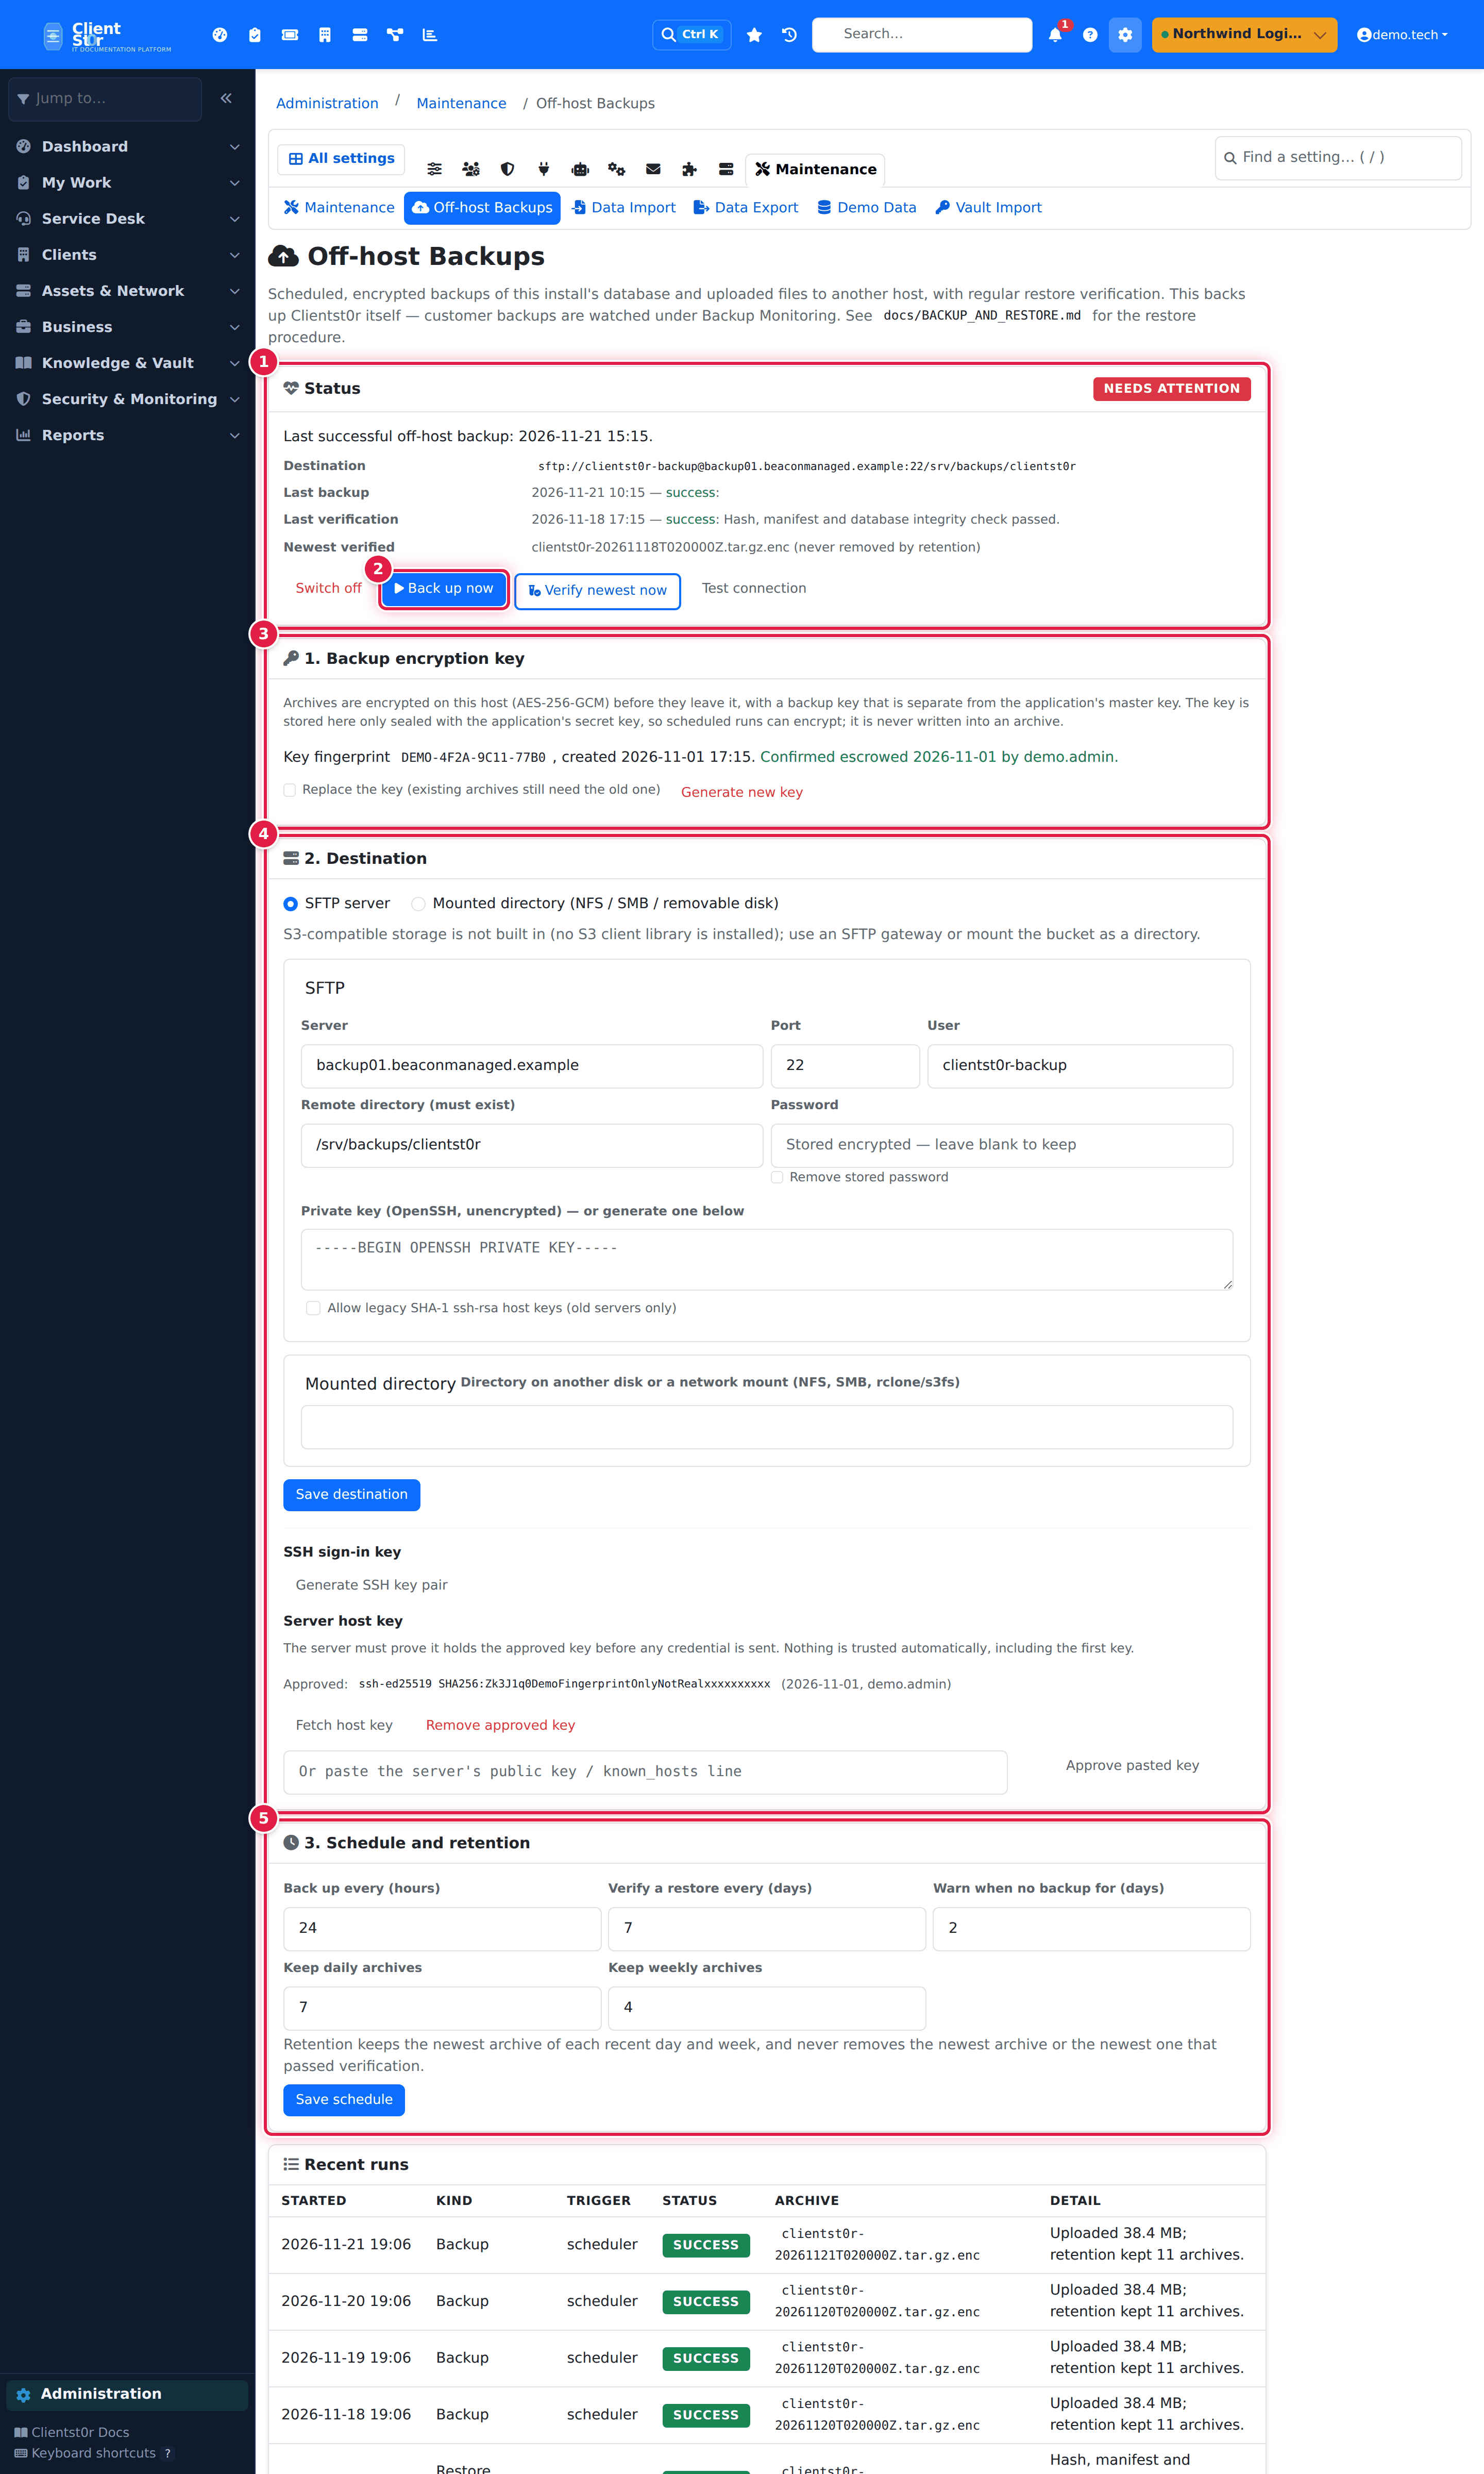 Client
St0r
IT DOCUMENTATION PLATFORM
Ctrl K
Search...
1
?
Northwind Logi...
demo.tech
Jump to...
Administration / Maintenance / Off-host Backups
Dashboard
My Work
Service Desk
Clients
Assets & Network
Business
Knowledge & Vault
Security & Monitoring
Reports
All settings
Maintenance
Find a setting... ( / )
Maintenance
Off-host Backups
Data Import
Data Export
Demo Data
Vault Import
Off-host Backups
Scheduled, encrypted backups of this install's database and uploaded files to another host, with regular restore verification. This backs
up Clientst0r itself — customer backups are watched under Backup Monitoring. See docs/BACKUP_AND_RESTORE.md for the restore
procedure.
1
Status
NEEDS ATTENTION
Last successful off-host backup: 2026-11-21 15:15.
Destination sftp://clientst0r-backup@backup01.beaconmanaged.example:22/srv/backups/clientst0r
Last backup 2026-11-21 10:15 — success:
Last verification 2026-11-18 17:15 — success: Hash, manifest and database integrity check passed.
Newest verified clientst0r-20261118T020000Z.tar.gz.enc (never removed by retention)
2
Switch off
Back up now
Verify newest now
Test connection
3
1. Backup encryption key
Archives are encrypted on this host (AES-256-GCM) before they leave it, with a backup key that is separate from the application's master key. The key is
stored here only sealed with the application's secret key, so scheduled runs can encrypt; it is never written into an archive.
Key fingerprint DEMO-4F2A-9C11-77B0 , created 2026-11-01 17:15. Confirmed escrowed 2026-11-01 by demo.admin.
Replace the key (existing archives still need the old one)
Generate new key
4
2. Destination
SFTP server
Mounted directory (NFS / SMB / removable disk)
S3-compatible storage is not built in (no S3 client library is installed); use an SFTP gateway or mount the bucket as a directory.
SFTP
Server Port User
backup01.beaconmanaged.example 22 clientst0r-backup
Remote directory (must exist) Password
/srv/backups/clientst0r Stored encrypted — leave blank to keep
Remove stored password
Private key (OpenSSH, unencrypted) — or generate one below
-----BEGIN OPENSSH PRIVATE KEY-----
Allow legacy SHA-1 ssh-rsa host keys (old servers only)
Mounted directory Directory on another disk or a network mount (NFS, SMB, rclone/s3fs)
Save destination
SSH sign-in key
Generate SSH key pair
Server host key
The server must prove it holds the approved key before any credential is sent. Nothing is trusted automatically, including the first key.
Approved: ssh-ed25519 SHA256:Zk3J1q0DemoFingerprintOnlyNotRealxxxxxxxxxx (2026-11-01, demo.admin)
Fetch host key
Remove approved key
Or paste the server's public key / known_hosts line
Approve pasted key
5
3. Schedule and retention
Back up every (hours) Verify a restore every (days) Warn when no backup for (days)
24 7 2
Keep daily archives Keep weekly archives
7 4
Retention keeps the newest archive of each recent day and week, and never removes the newest archive or the newest one that
passed verification.
Save schedule
Recent runs
STARTED KIND TRIGGER STATUS ARCHIVE DETAIL
2026-11-21 19:06 Backup scheduler SUCCESS clientst0r-20261121T020000Z.tar.gz.enc Uploaded 38.4 MB; retention kept 11 archives.
2026-11-20 19:06 Backup scheduler SUCCESS clientst0r-20261120T020000Z.tar.gz.enc Uploaded 38.4 MB; retention kept 11 archives.
2026-11-19 19:06 Backup scheduler SUCCESS clientst0r-20261120T020000Z.tar.gz.enc Uploaded 38.4 MB; retention kept 11 archives.
2026-11-18 19:06 Backup scheduler SUCCESS clientst0r-20261120T020000Z.tar.gz.enc Uploaded 38.4 MB; retention kept 11 archives.
Restore clientst0r- Hash, manifest and
Administration
Clientst0r Docs
Keyboard shortcuts ?